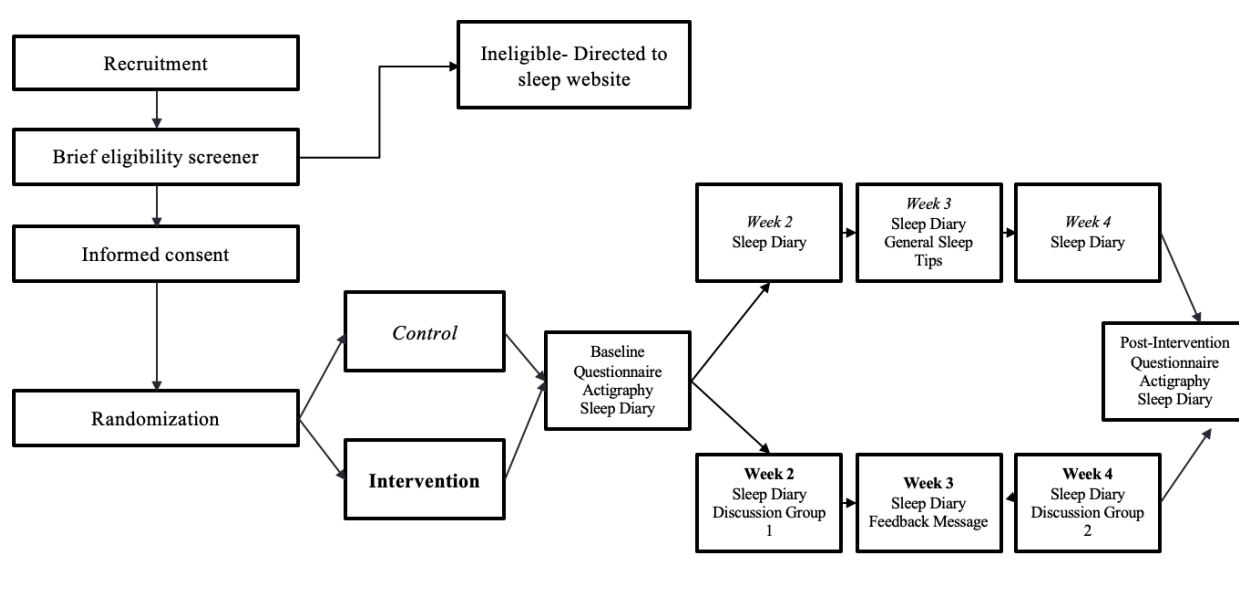 Recruitment
Ineligible- Directed to
sleep website
Brief eligibility screener
Informed consent
Randomization
Control
Intervention
Baseline
Questionnaire
Actigraphy
Sleep Diary
Week 2
Sleep Diary
Week 3
Sleep Diary
General Sleep
Tips
Week 4
Sleep Diary
Week 2
Sleep Diary
Discussion Group
1
Week 3
Sleep Diary
Feedback Message
Week 4
Sleep Diary
Discussion Group
2
Post-Intervention
Questionnaire
Actigraphy
Sleep Diary